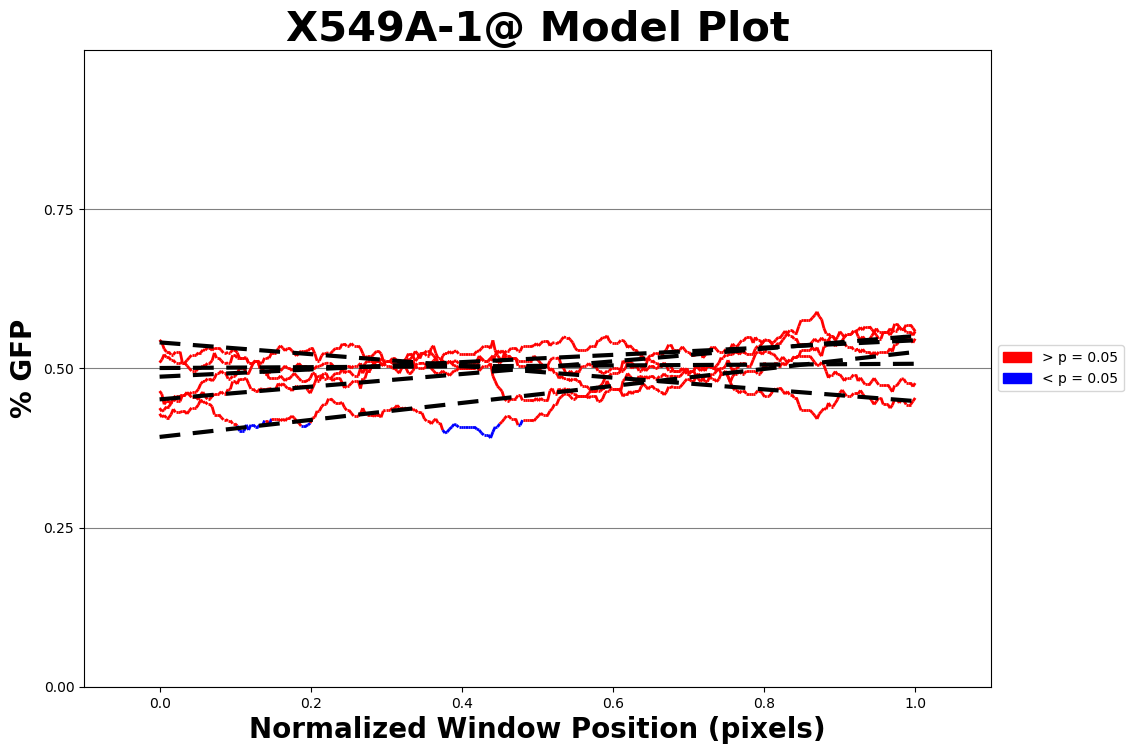 X549A-1@ Model Plot
% GFP
0.75
0.50
0.25
0.00
0.0 0.2 0.4 0.6 0.8 1.0
Normalized Window Position (pixels)
> p = 0.05
< p = 0.05